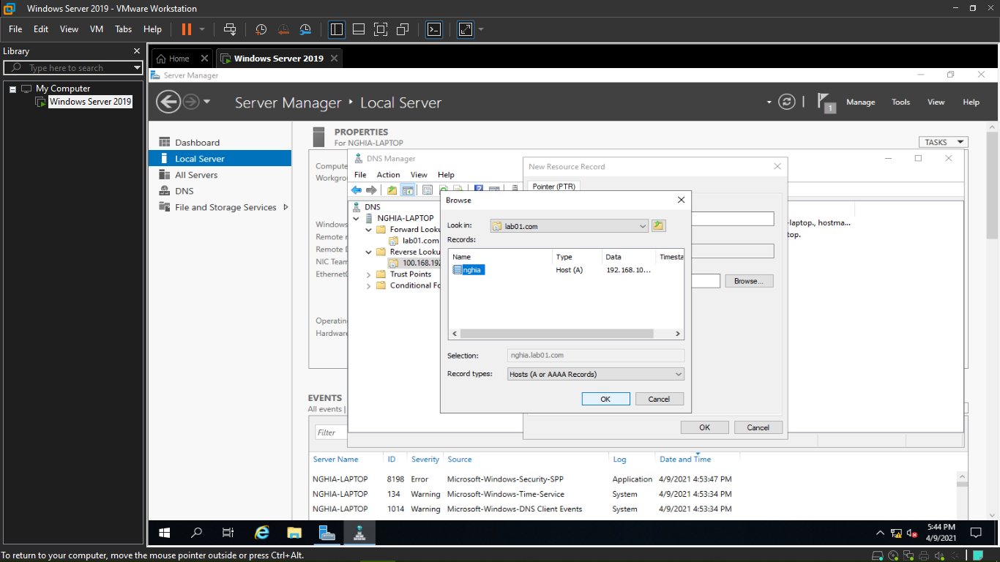 Windows Server 2019 - VMware Workstation
File Edit View VM Tabs Help
Library
Type here to search
My Computer
Windows Server 2019
Home
Windows Server 2019
Server Manager
Server Manager • Local Server
1
Manage Tools View Help
Dashboard
Local Server
All Servers
DNS
File and Storage Services
PROPERTIES
For NGHIA-LAPTOP
TASKS
Compute
Workgro
Windows
Remote
Remote D
NIC Team
Ethernet
Operatin
Hardware
DNS Manager
File Action View Help
DNS
NGHIA-LAPTOP
Forward Looku
lab01.com
Reverse Looku
100.168.192
Trust Points
Conditional Fo
-laptop., hostma...
top.
New Resource Record
Pointer (PTR)
Browse...
OK Cancel
Browse
Look in: lab01.com
Records:
Name Type Data Timesta
nghia Host (A) 192.168.10...
Selection: nghia.lab01.com
Record types: Hosts (A or AAAA Records)
OK Cancel
EVENTS
All events |
Filter
Server Name ID Severity Source Log Date and Time
NGHIA-LAPTOP 8198 Error Microsoft-Windows-Security-SPP Application 4/9/2021 4:53:47 PM
NGHIA-LAPTOP 134 Warning Microsoft-Windows-Time-Service System 4/9/2021 4:53:34 PM
NGHIA-LAPTOP 1014 Warning Microsoft-Windows-DNS Client Events System 4/9/2021 4:53:34 PM
5:44 PM
4/9/2021
To return to your computer, move the mouse pointer outside or press Ctrl+Alt.